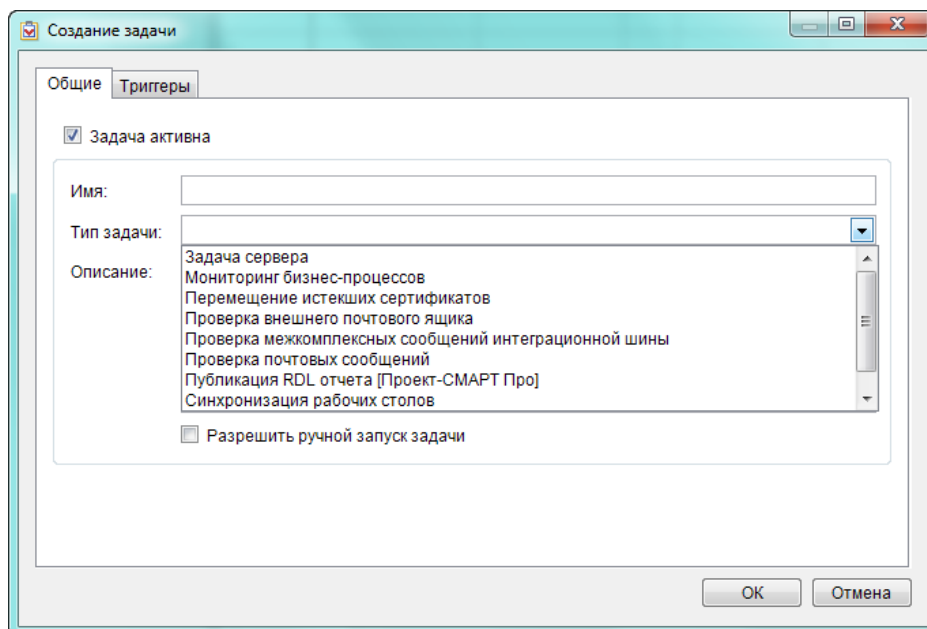 Создание задачи
Общие Триггеры
Задача активна
Имя:
Тип задачи:
Описание:
Задача сервера
Мониторинг бизнес-процессов
Перемещение истекших сертификатов
Проверка внешнего почтового ящика
Проверка межкомплексных сообщений интеграционной шины
Проверка почтовых сообщений
Публикация RDL отчета [Проект-СМАРТ Про]
Синхронизация рабочих столов
Разрешить ручной запуск задачи
ОК Отмена